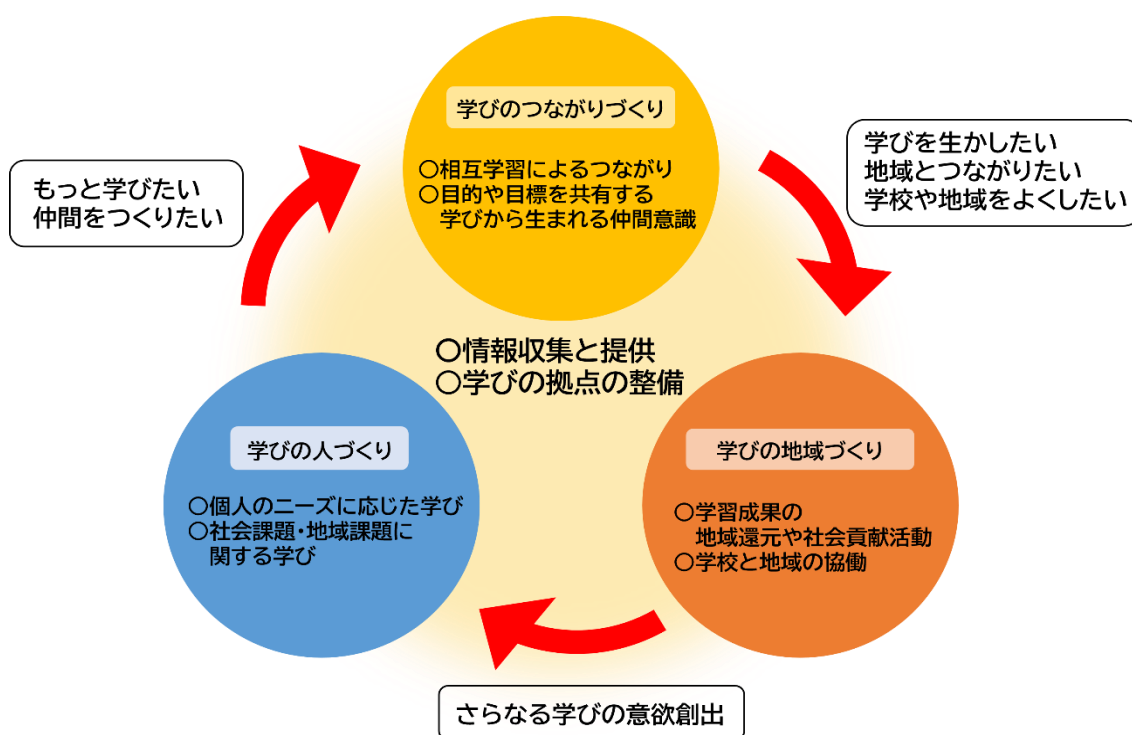 学びのつながりづくり
○相互学習によるつながり
○目的や目標を共有する
学びから生まれる仲間意識
もっと学びたい
仲間をつくりたい
学びを生かしたい
地域とつながりたい
学校や地域をよくしたい
○情報収集と提供
○学びの拠点の整備
学びの人づくり
○個人のニーズに応じた学び
○社会課題・地域課題に
関する学び
学びの地域づくり
○学習成果の
地域還元や社会貢献活動
○学校と地域の協働
さらなる学びの意欲創出